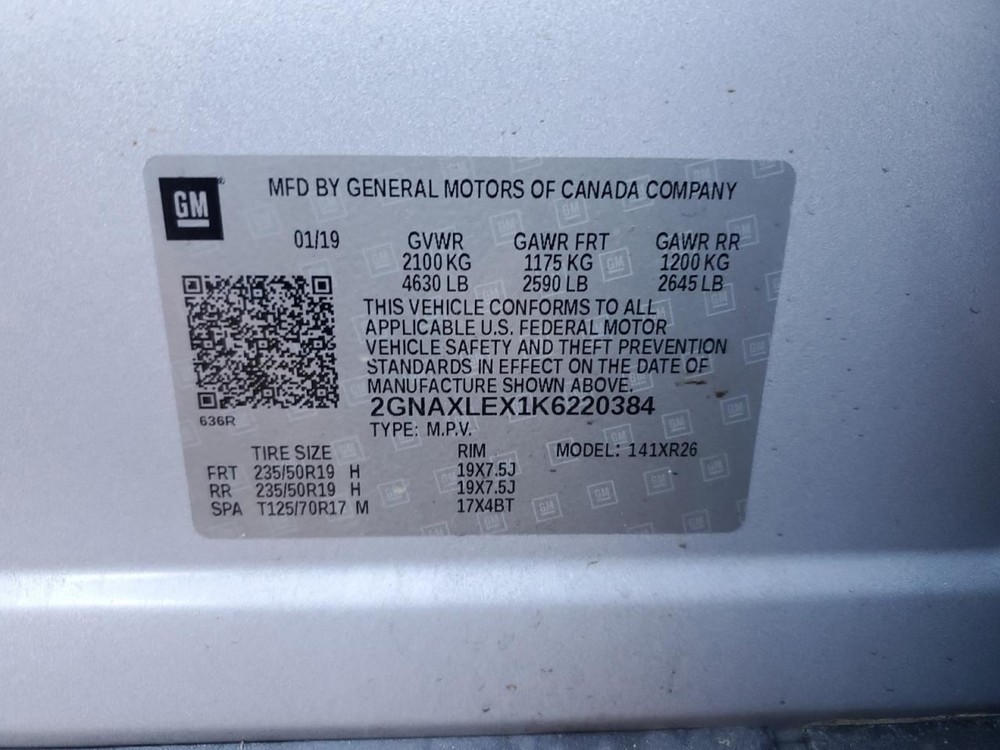 GM
MFD BY GENERAL MOTORS OF CANADA COMPANY
01/19 GVWR GAWR FRT GAWR RR
2100 KG 1175 KG 1200 KG
4630 LB 2590 LB 2645 LB
THIS VEHICLE CONFORMS TO ALL
APPLICABLE U.S. FEDERAL MOTOR
VEHICLE SAFETY AND THEFT PREVENTION
STANDARDS IN EFFECT ON THE DATE OF
MANUFACTURE SHOWN ABOVE.
2GNAXLEX1K6220384
636R
TYPE: M.P.V.
TIRE SIZE RIM MODEL: 141XR26
FRT 235/50R19 H 19X7.5J
RR 235/50R19 H 19X7.5J
SPA T125/70R17 M 17X4BT